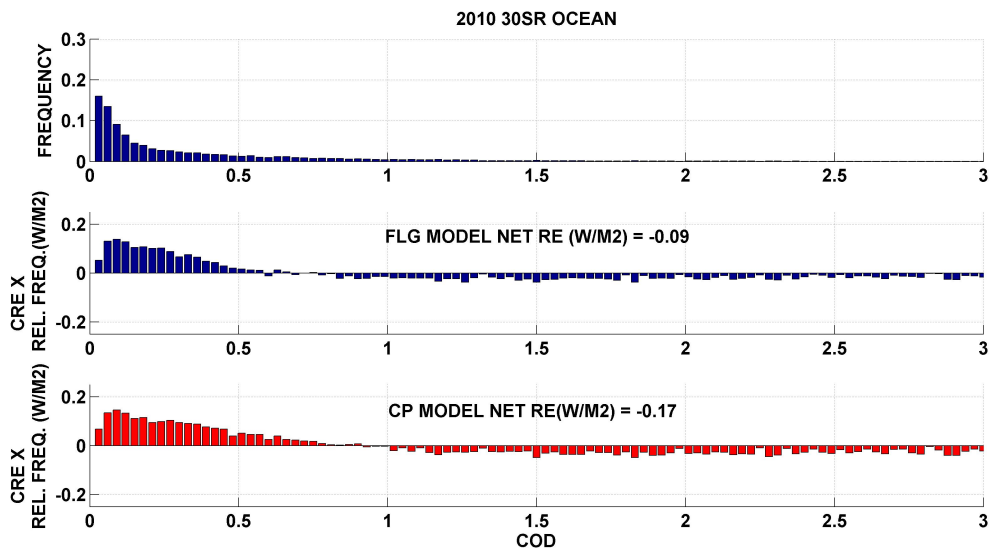 2010 30SR OCEAN
FREQUENCY
0.3
0.2
0.1
0
0 0.5 1 1.5 2 2.5 3
CRE X
REL. FREQ.(W/M2)
FLG MODEL NET RE (W/M2) = -0.09
0.2
0
-0.2
0 0.5 1 1.5 2 2.5 3
CRE X
REL. FREQ. (W/M2)
CP MODEL NET RE(W/M2) = -0.17
0.2
0
-0.2
0 0.5 1 1.5 2 2.5 3
COD